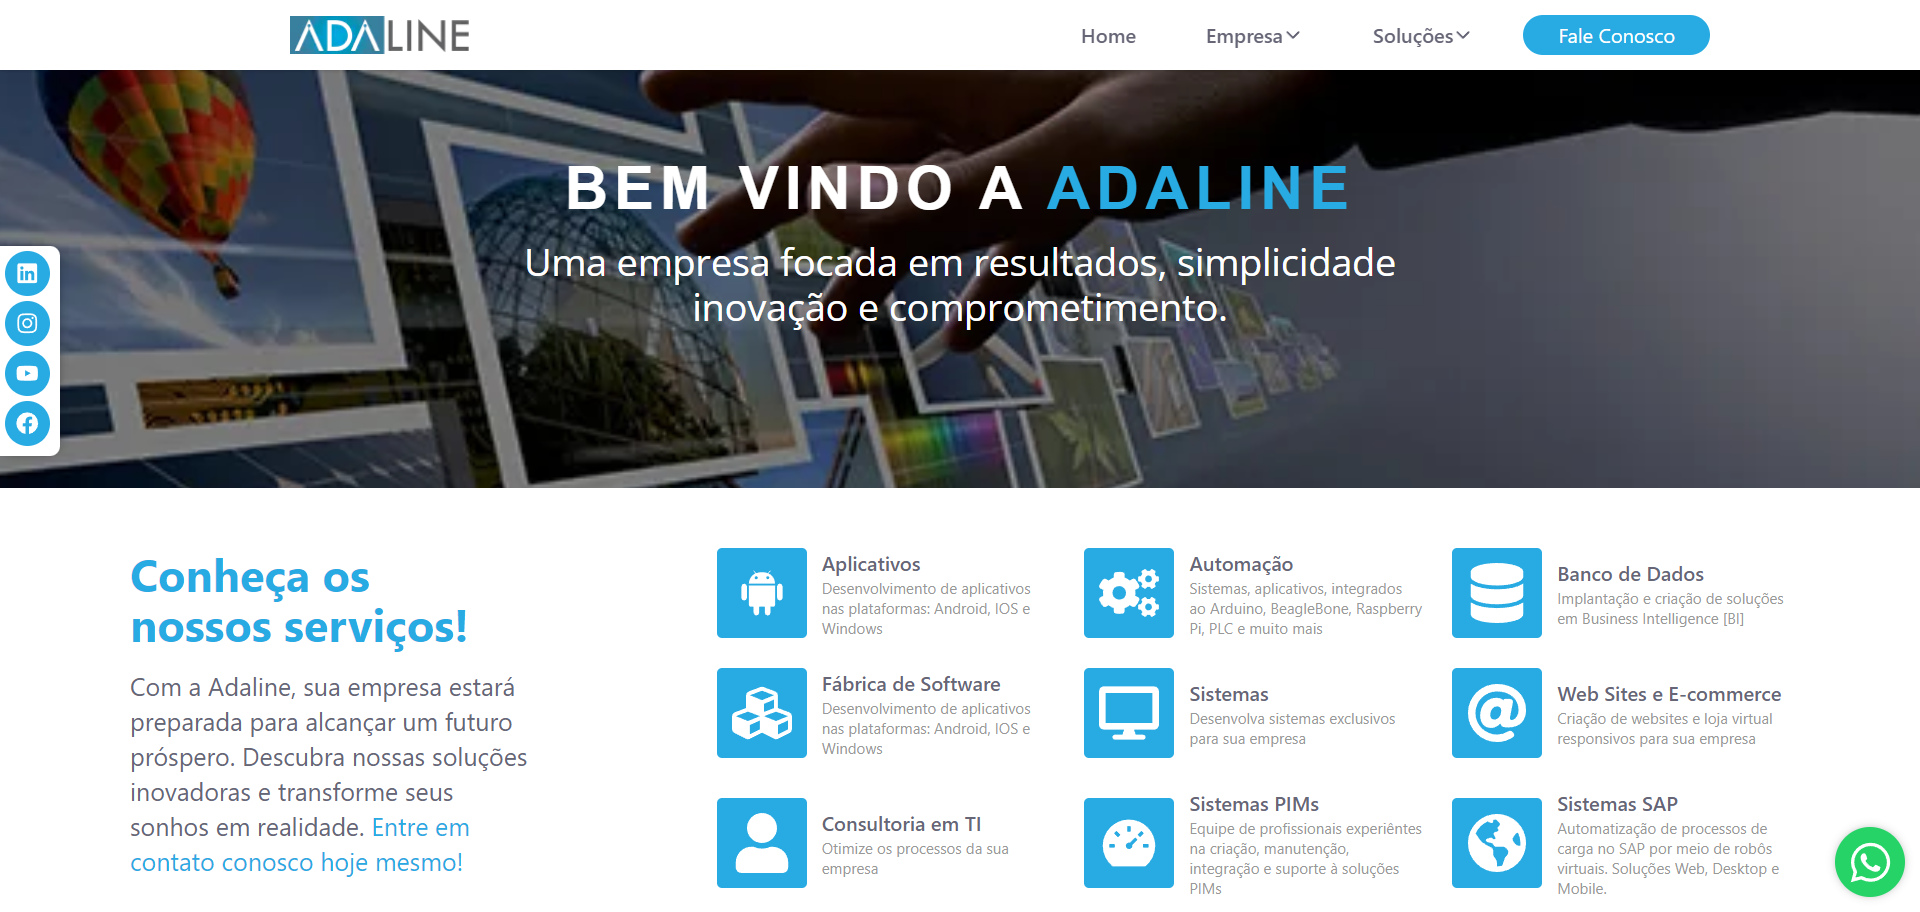 ADALINE
Home
Empresa
Soluções
Fale Conosco
BEM VINDO A ADALINE
Uma empresa focada em resultados, simplicidade
inovação e comprometimento.
Conheça os
nossos serviços!
Com a Adaline, sua empresa estará
preparada para alcançar um futuro
próspero. Descubra nossas soluções
inovadoras e transforme seus
sonhos em realidade. Entre em
contato conosco hoje mesmo!
Aplicativos
Desenvolvimento de aplicativos
nas plataformas: Android, IOS e
Windows
Automação
Sistemas, aplicativos, integrados
ao Arduino, BeagleBone, Raspberry
Pi, PLC e muito mais
Banco de Dados
Implantação e criação de soluções
em Business Intelligence [BI]
Fábrica de Software
Desenvolvimento de aplicativos
nas plataformas: Android, IOS e
Windows
Sistemas
Desenvolva sistemas exclusivos
para sua empresa
Web Sites e E-commerce
Criação de websites e loja virtual
responsivos para sua empresa
Consultoria em TI
Otimize os processos da sua
empresa
Sistemas PIMs
Equipe de profissionais experiêntes
na criação, manutenção,
integração e suporte à soluções
PIMs
Sistemas SAP
Automatização de processos de
carga no SAP por meio de robôs
virtuais. Soluções Web, Desktop e
Mobile.